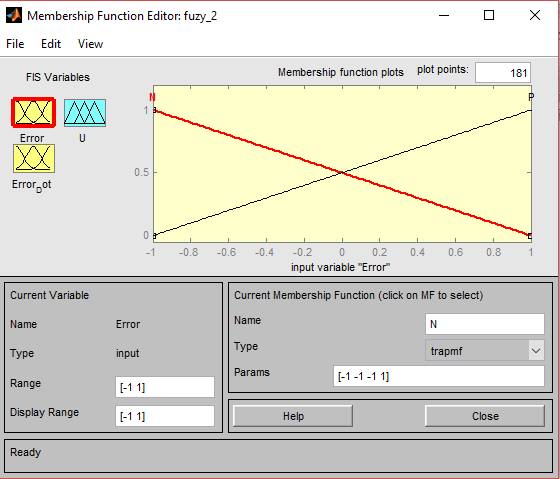 Membership Function Editor: fuzy_2
File Edit View
FIS Variables
Membership function plots plot points: 181
Error U
Error_Dot
N P
1
0.5
0
-1 -0.8 -0.6 -0.4 -0.2 0 0.2 0.4 0.6 0.8 1
input variable "Error"
Current Variable
Name Error
Type input
Range [-1 1]
Display Range [-1 1]
Current Membership Function (click on MF to select)
Name N
Type trapmf
Params [-1 -1 -1 1]
Help Close
Ready